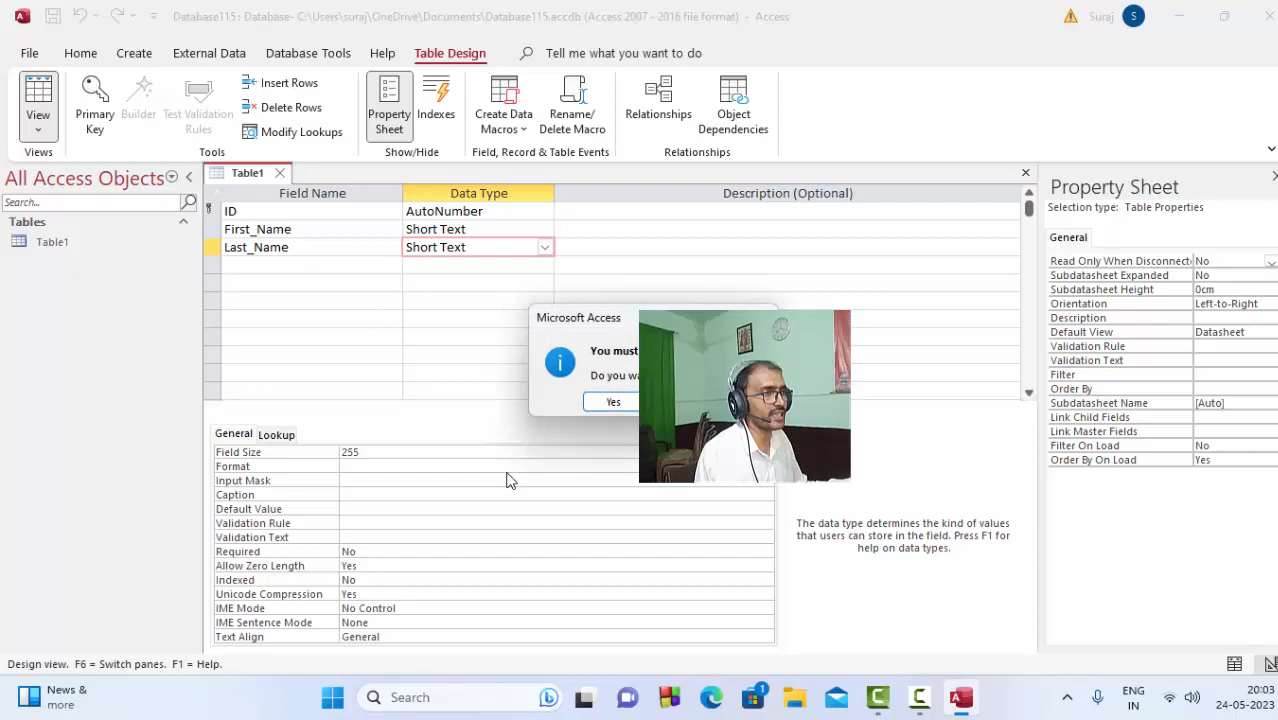 Database115 : Database- C:\Users\suraj\OneDrive\Documents\Database115.accdb (Access 2007 - 2016 file format) - Access
Suraj S
File Home Create External Data Database Tools Help Table Design Tell me what you want to do
View
Primary Key
Builder
Test Validation Rules
Insert Rows
Delete Rows
Modify Lookups
Property Sheet
Indexes
Create Data Macros
Rename/ Delete Macro
Relationships
Object Dependencies
Views Tools Show/Hide Field, Record & Table Events Relationships
All Access Objects
Search...
Tables
Table1
Table1
Field Name Data Type Description (Optional)
ID AutoNumber
First_Name Short Text
Last_Name Short Text
Microsoft Access
You must
Do you
Yes
General Lookup
Field Size 255
Format
Input Mask
Caption
Default Value
Validation Rule
Validation Text
Required No
Allow Zero Length Yes
Indexed No
Unicode Compression Yes
IME Mode No Control
IME Sentence Mode None
Text Align General
The data type determines the kind of values
that users can store in the field. Press F1 for
help on data types.
Property Sheet
Selection type: Table Properties
General
Read Only When Disconnect No
Subdatasheet Expanded No
Subdatasheet Height 0cm
Orientation Left-to-Right
Description
Default View Datasheet
Validation Rule
Validation Text
Filter
Order By
Subdatasheet Name [Auto]
Link Child Fields
Link Master Fields
Filter On Load No
Order By On Load Yes
Design view. F6 = Switch panes. F1 = Help.
News &
more
Search
1
ENG
IN
20:03
24-05-2023